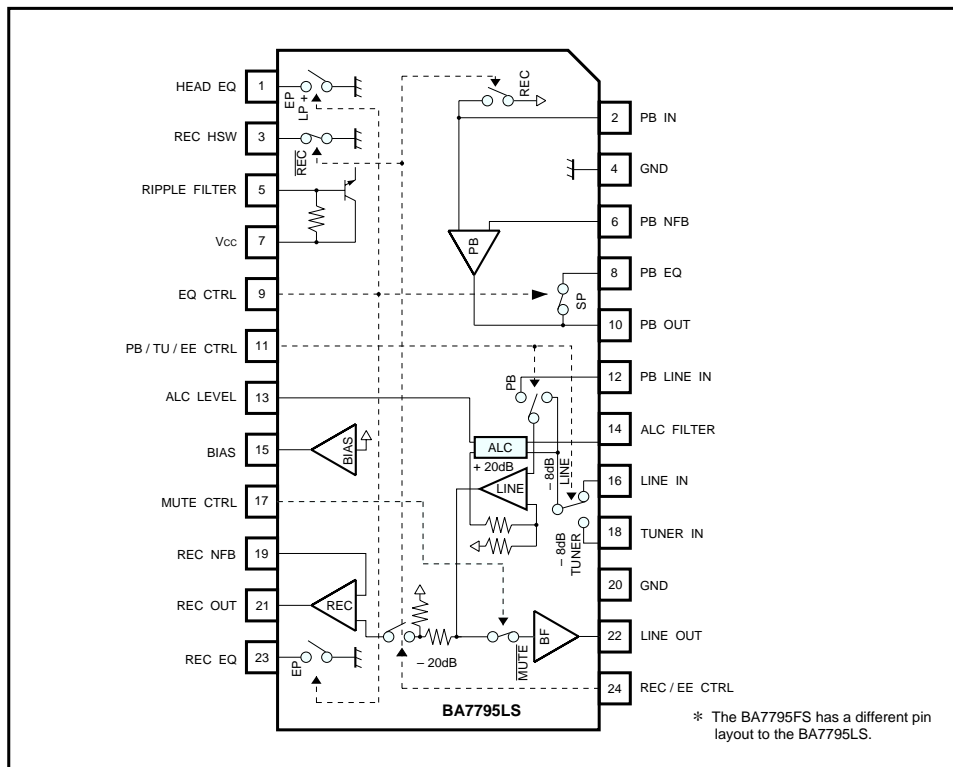 HEAD EQ
1
REC HSW
3
RIPPLE FILTER
5
Vcc
7
EQ CTRL
9
PB / TU / EE CTRL
11
ALC LEVEL
13
BIAS
15
MUTE CTRL
17
REC NFB
19
REC OUT
21
REC EQ
23
EP
LP +
REC
REC
PB
SP
PB
ALC
+ 20dB
LINE
– 8dB
LINE
– 8dB
TUNER
BIAS
REC
– 20dB
MUTE
BF
EP
BA7795LS
2
PB IN
4
GND
6
PB NFB
8
PB EQ
10
PB OUT
12
PB LINE IN
14
ALC FILTER
16
LINE IN
18
TUNER IN
20
GND
22
LINE OUT
24
REC / EE CTRL
* The BA7795FS has a different pin
layout to the BA7795LS.